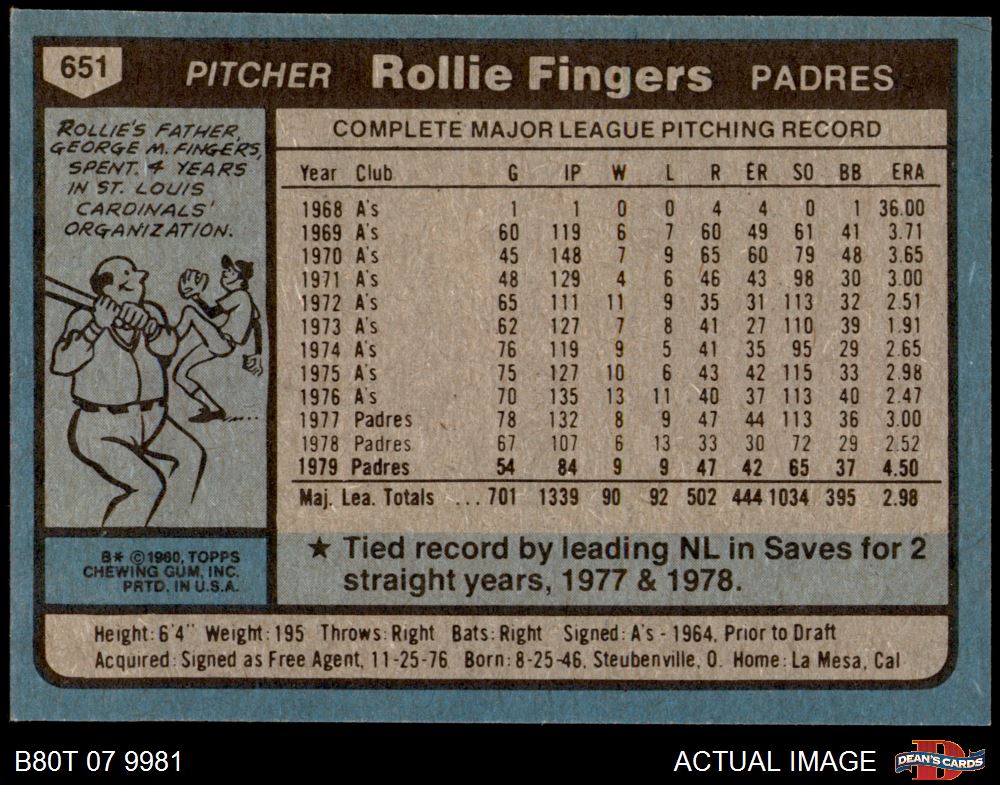 651 PITCHER Rollie Fingers PADRES
ROLLIE'S FATHER,
GEORGE M. FINGERS,
SPENT 4 YEARS
IN ST. LOUIS
CARDINALS'
ORGANIZATION.
COMPLETE MAJOR LEAGUE PITCHING RECORD
Year Club G IP W L R ER SO BB ERA
1968 A's 1 1 0 0 4 4 0 1 36.00
1969 A's 60 119 6 7 60 49 61 41 3.71
1970 A's 45 148 7 9 65 60 79 48 3.65
1971 A's 48 129 4 6 46 43 98 30 3.00
1972 A's 65 111 11 9 35 31 113 32 2.51
1973 A's 62 127 7 8 41 27 110 39 1.91
1974 A's 76 119 9 5 41 35 95 29 2.65
1975 A's 75 127 10 6 43 42 115 33 2.98
1976 A's 70 135 13 11 40 37 113 40 2.47
1977 Padres 78 132 8 9 47 44 113 36 3.00
1978 Padres 67 107 6 13 33 30 72 29 2.52
1979 Padres 54 84 9 9 47 42 65 37 4.50
Maj. Lea. Totals ... 701 1339 90 92 502 444 1034 395 2.98
★ Tied record by leading NL in Saves for 2
straight years, 1977 & 1978.
B* ©1980, TOPPS
CHEWING GUM, INC.
PRTD. IN U.S.A.
Height: 6'4" Weight: 195 Throws: Right Bats: Right Signed: A's - 1964, Prior to Draft
Acquired: Signed as Free Agent, 11-25-76 Born: 8-25-46, Steubenville, O. Home: La Mesa, Cal
B80T 07 9981 ACTUAL IMAGE D DEAN'S CARDS